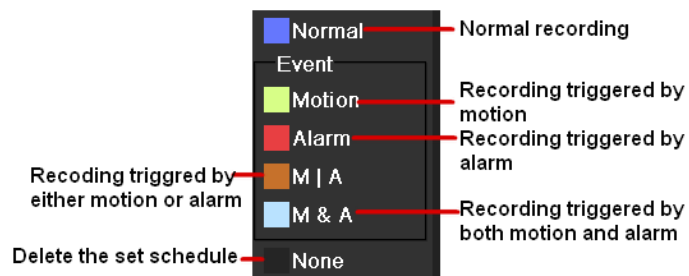 Normal
Normal recording
Event
Motion
Recording triggered by
motion
Alarm
Recording triggered by
alarm
Recoding triggred by
either motion or alarm
M | A
M & A
Recording triggered by
both motion and alarm
Delete the set schedule
None